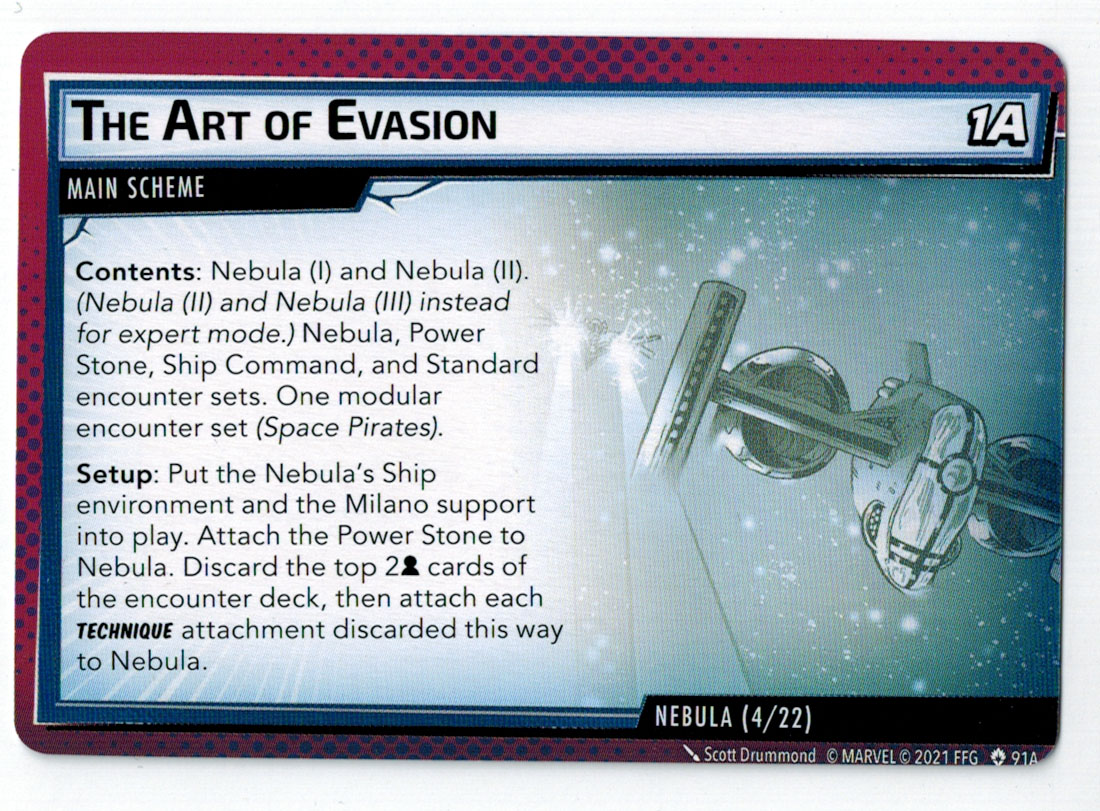 THE ART OF EVASION
1A
MAIN SCHEME
Contents: Nebula (I) and Nebula (II).
(Nebula (II) and Nebula (III) instead
for expert mode.) Nebula, Power
Stone, Ship Command, and Standard
encounter sets. One modular
encounter set (Space Pirates).
Setup: Put the Nebula's Ship
environment and the Milano support
into play. Attach the Power Stone to
Nebula. Discard the top 2 cards of
the encounter deck, then attach each
TECHNIQUE attachment discarded this way
to Nebula.
NEBULA (4/22)
Scott Drummond © MARVEL © 2021 FFG 91A